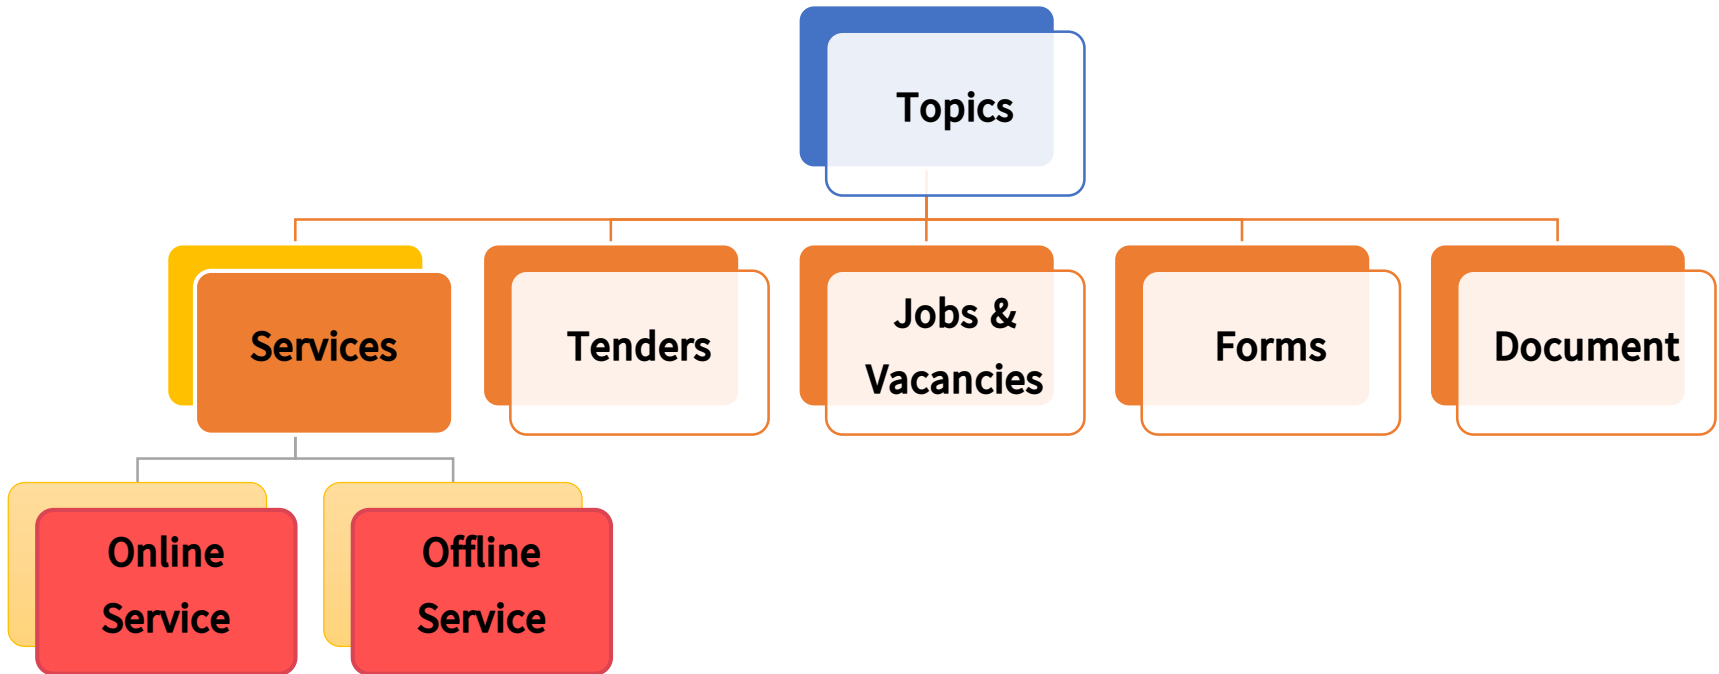 Topics
Services
Tenders
Jobs &
Vacancies
Forms
Document
Online
Service
Offline
Service